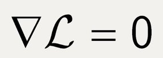 ∇ℒ = 0